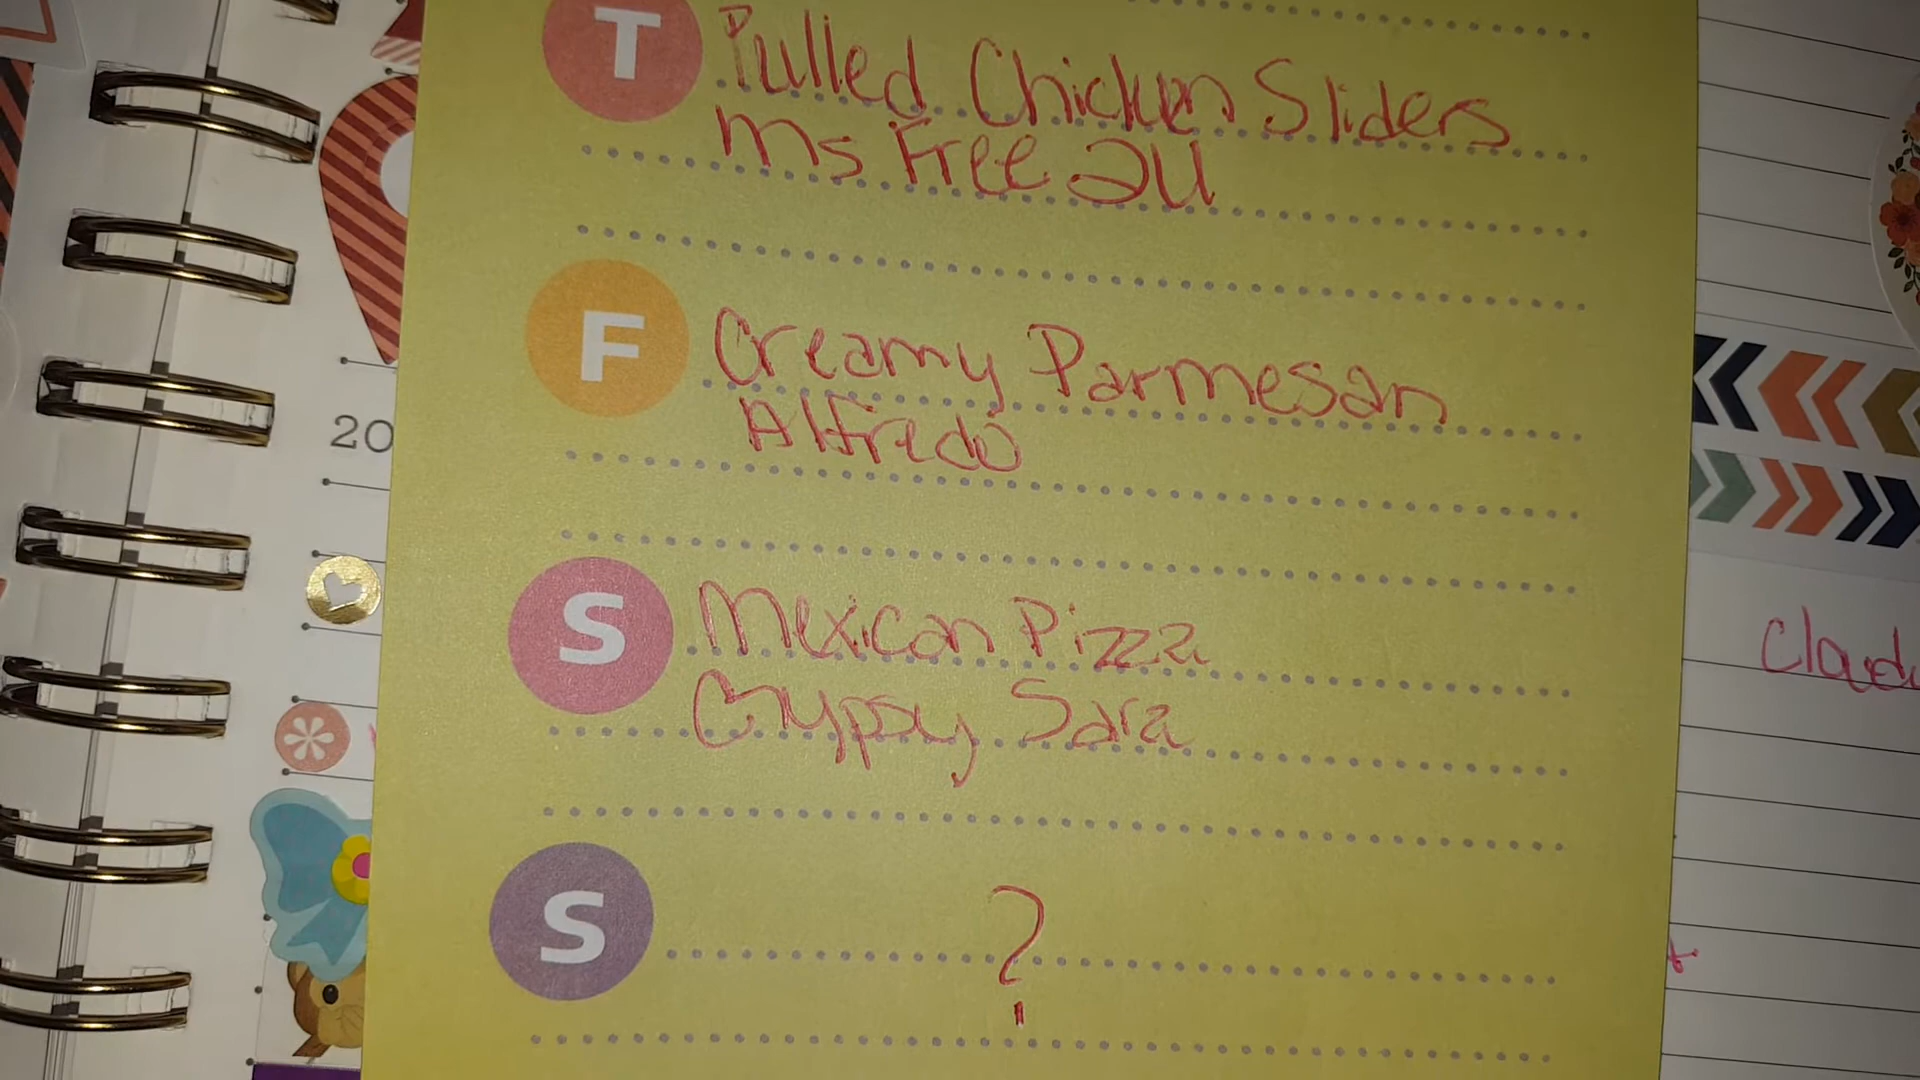 T Pulled Chicken Sliders
Ms Free 2U
F Creamy Parmesan
Alfredo
20
S Mexican Pizza
Gypsy Sara
S ?